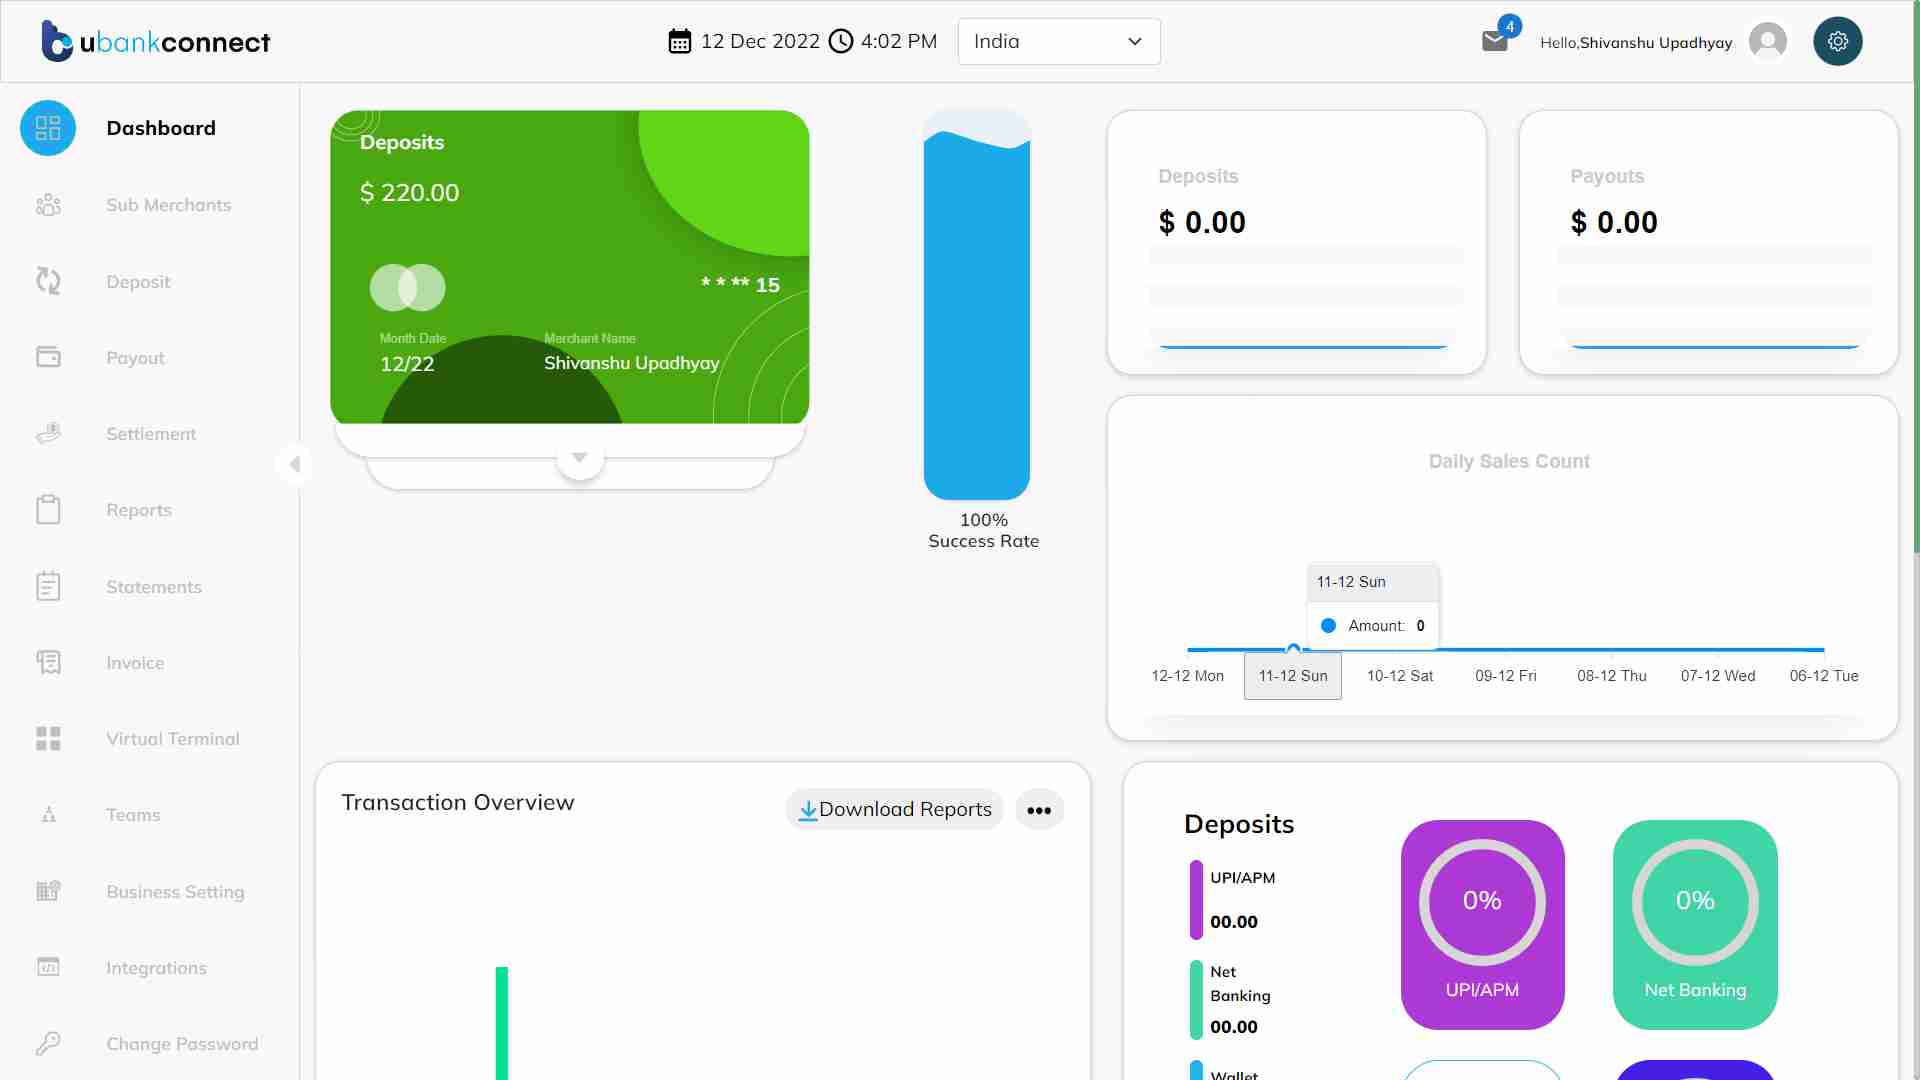 ubankconnect
12 Dec 2022 4:02 PM
India
4
Hello,Shivanshu Upadhyay
Dashboard
Sub Merchants
Deposit
Payout
Settlement
Reports
Statements
Invoice
Virtual Terminal
Teams
Business Setting
Integrations
Change Password
Deposits
$ 220.00
* * ** 15
Month Date
12/22
Merchant Name
Shivanshu Upadhyay
100%
Success Rate
Deposits
$ 0.00
Payouts
$ 0.00
Daily Sales Count
11-12 Sun
Amount: 0
12-12 Mon 11-12 Sun 10-12 Sat 09-12 Fri 08-12 Thu 07-12 Wed 06-12 Tue
Transaction Overview
Download Reports
Deposits
UPI/APM
00.00
Net
Banking
00.00
Wallet
0%
UPI/APM
0%
Net Banking